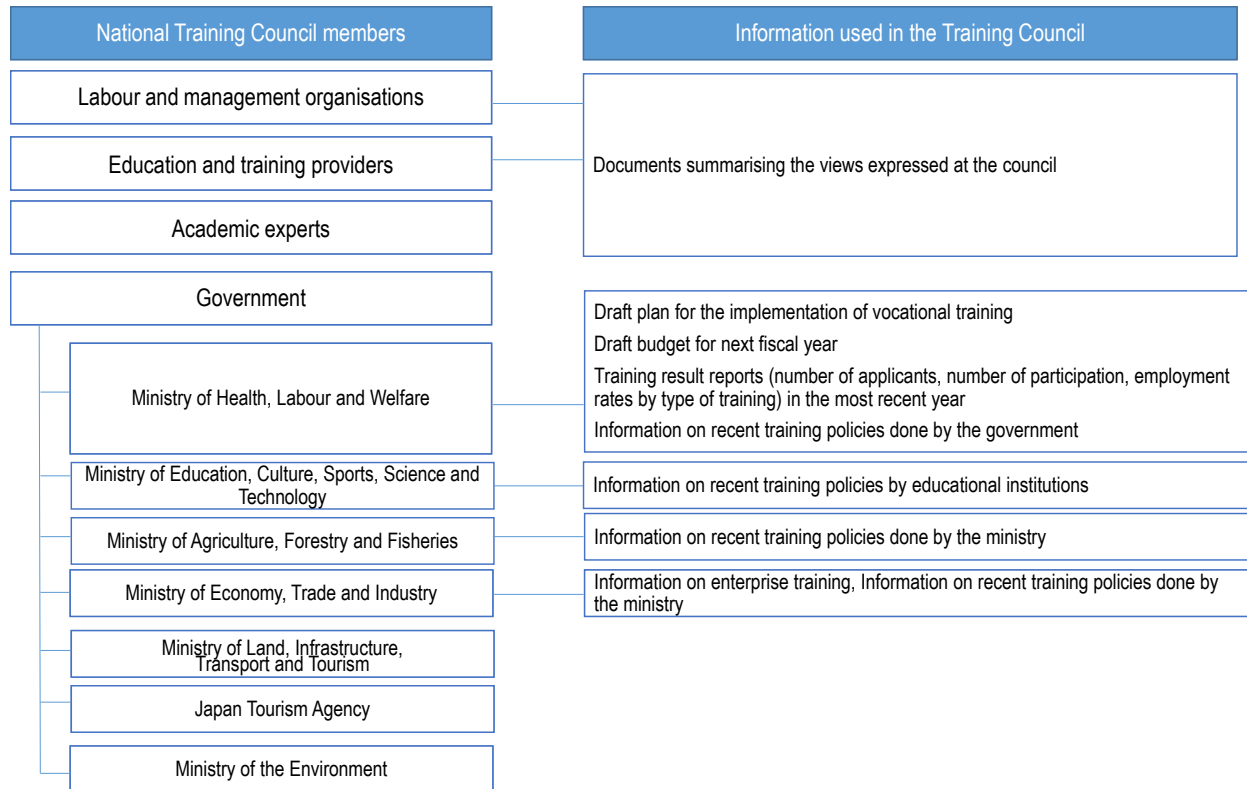 National Training Council members
Information used in the Training Council
Labour and management organisations
Education and training providers
Documents summarising the views expressed at the council
Academic experts
Government
Draft plan for the implementation of vocational training
Draft budget for next fiscal year
Training result reports (number of applicants, number of participation, employment
rates by type of training) in the most recent year
Information on recent training policies done by the government
Ministry of Health, Labour and Welfare
Ministry of Education, Culture, Sports, Science and
Technology
Information on recent training policies by educational institutions
Ministry of Agriculture, Forestry and Fisheries
Information on recent training policies done by the ministry
Ministry of Economy, Trade and Industry
Information on enterprise training, Information on recent training policies done by
the ministry
Ministry of Land, Infrastructure,
Transport and Tourism
Japan Tourism Agency
Ministry of the Environment